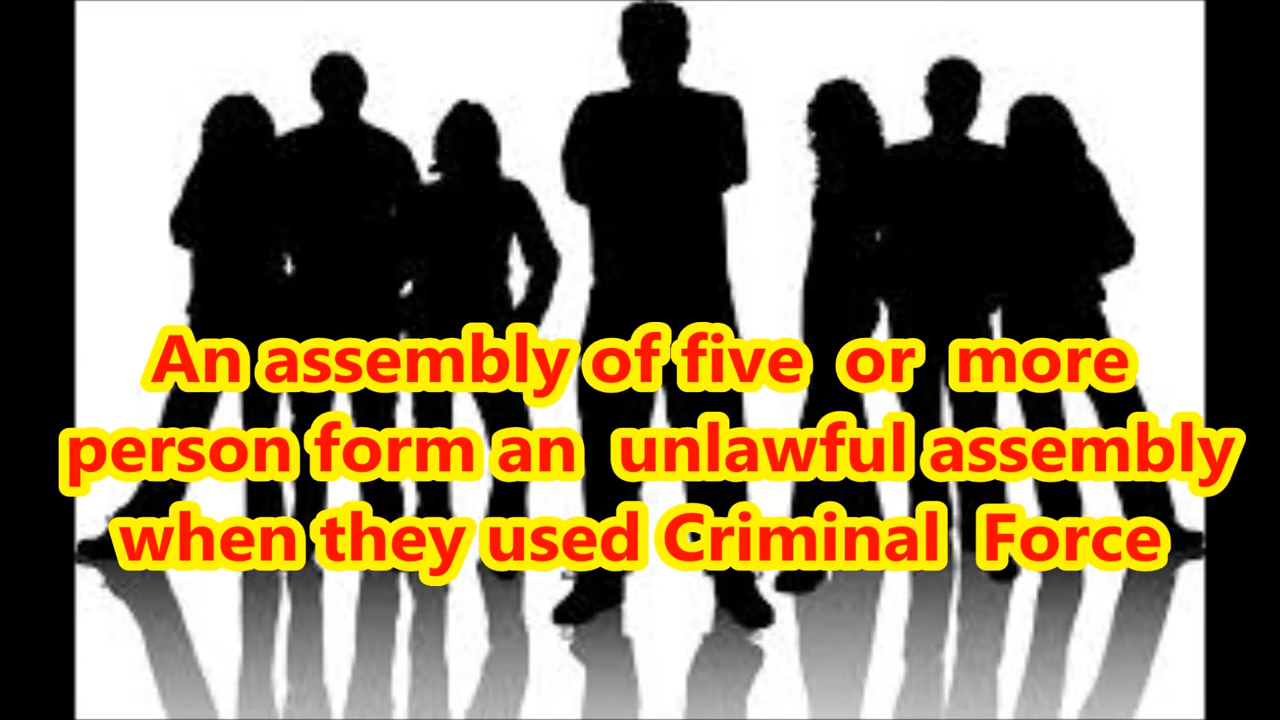 An assembly of five or more
person form an unlawful assembly
when they used Criminal Force